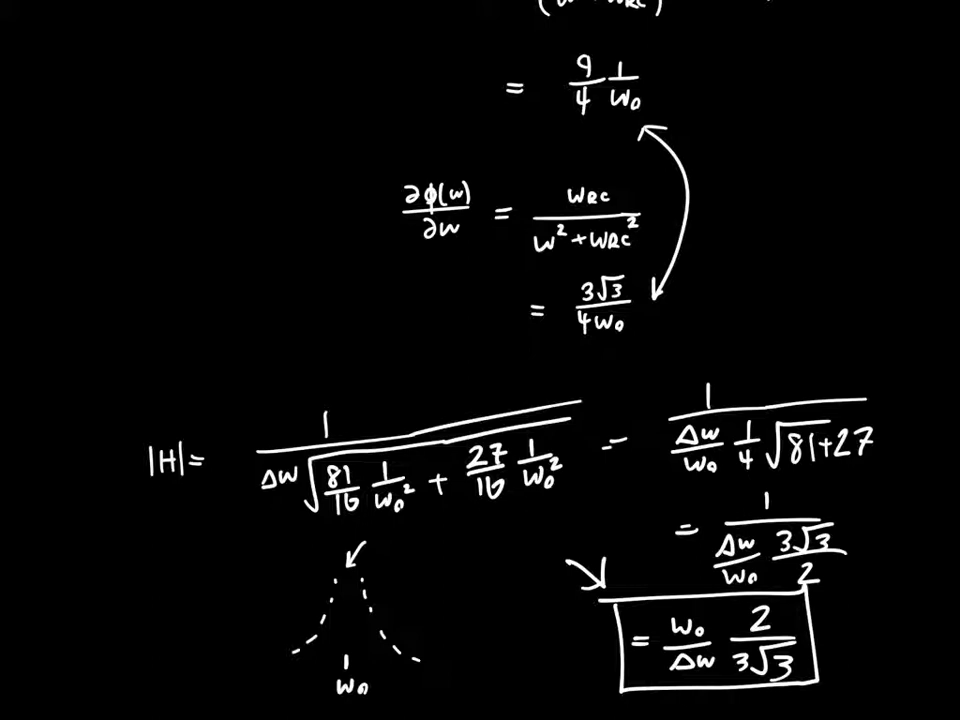 (w + wRC)
= 9/4 1/w₀
∂φ(w)/∂w = wRC/(w² + wRC²)
= 3√3/4w₀
|H| = 1/(Δw √(81/16 1/w₀² + 27/16 1/w₀²)) = 1/(Δw/w₀ 1/4 √81+27)
= 1/(Δw/w₀ 3√3/2)
= w₀/Δw 2/3√3
w₀